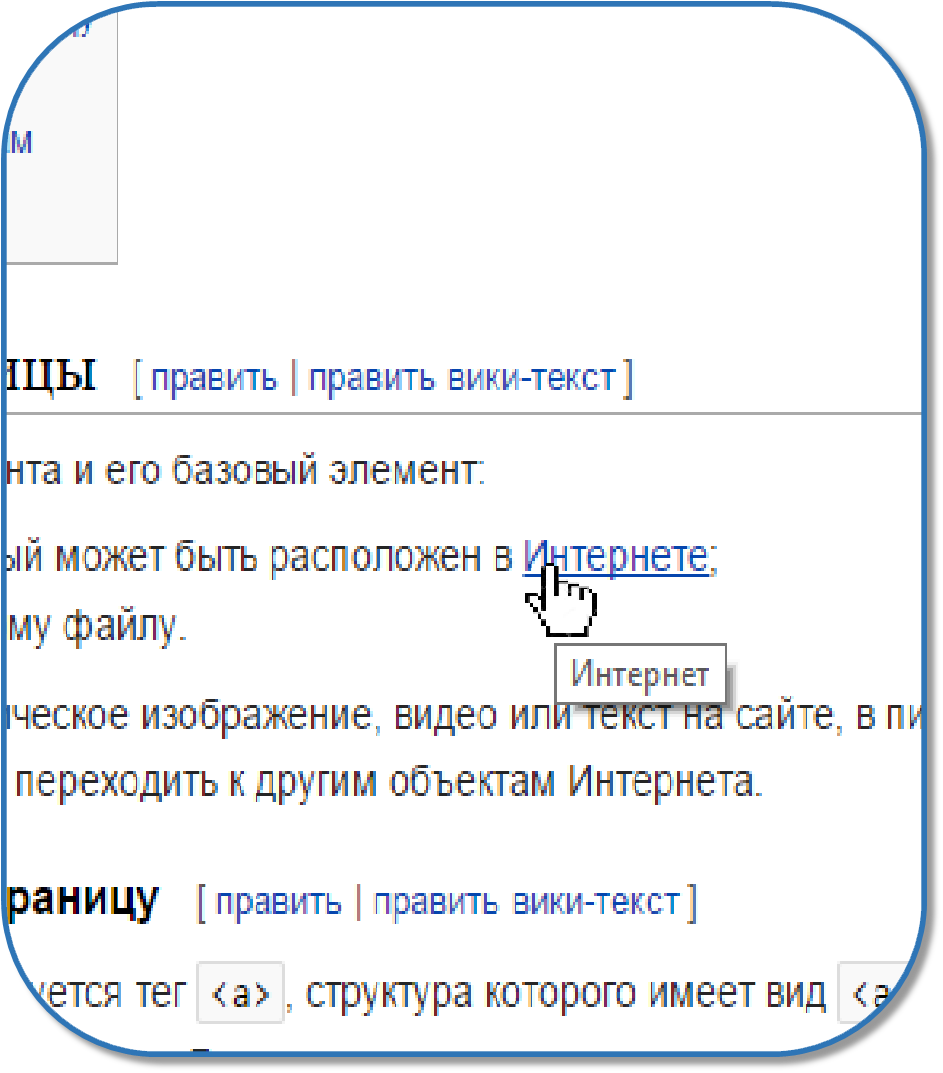 ам
ицы [ править | править вики-текст ]
нта и его базовый элемент:
ый может быть расположен в Интернете;
му файлу.
Интернет
ическое изображение, видео или текст на сайте, в пи
переходить к другим объектам Интернета.
раницу [ править | править вики-текст ]
уется тег <a>, структура которого имеет вид <a